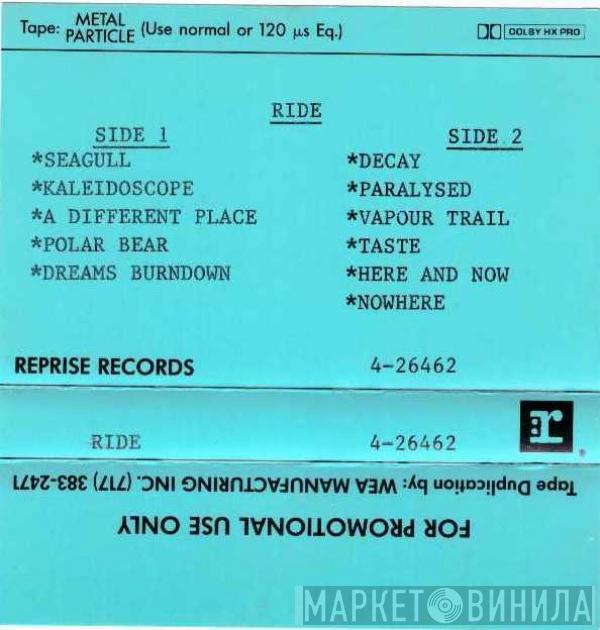 Tape: METAL PARTICLE (Use normal or 120 µs Eq.)
DOLBY HX PRO
RIDE
SIDE 1
*SEAGULL
*KALEIDOSCOPE
*A DIFFERENT PLACE
*POLAR BEAR
*DREAMS BURNDOWN
SIDE 2
*DECAY
*PARALYSED
*VAPOUR TRAIL
*TASTE
*HERE AND NOW
*NOWHERE
REPRISE RECORDS 4-26462
RIDE 4-26462
r:
®
FOR PROMOTIONAL USE ONLY
Tape Duplication by: WEA MANUFACTURING INC. (717) 383-2471
МАРКЕТ ВИНИЛА